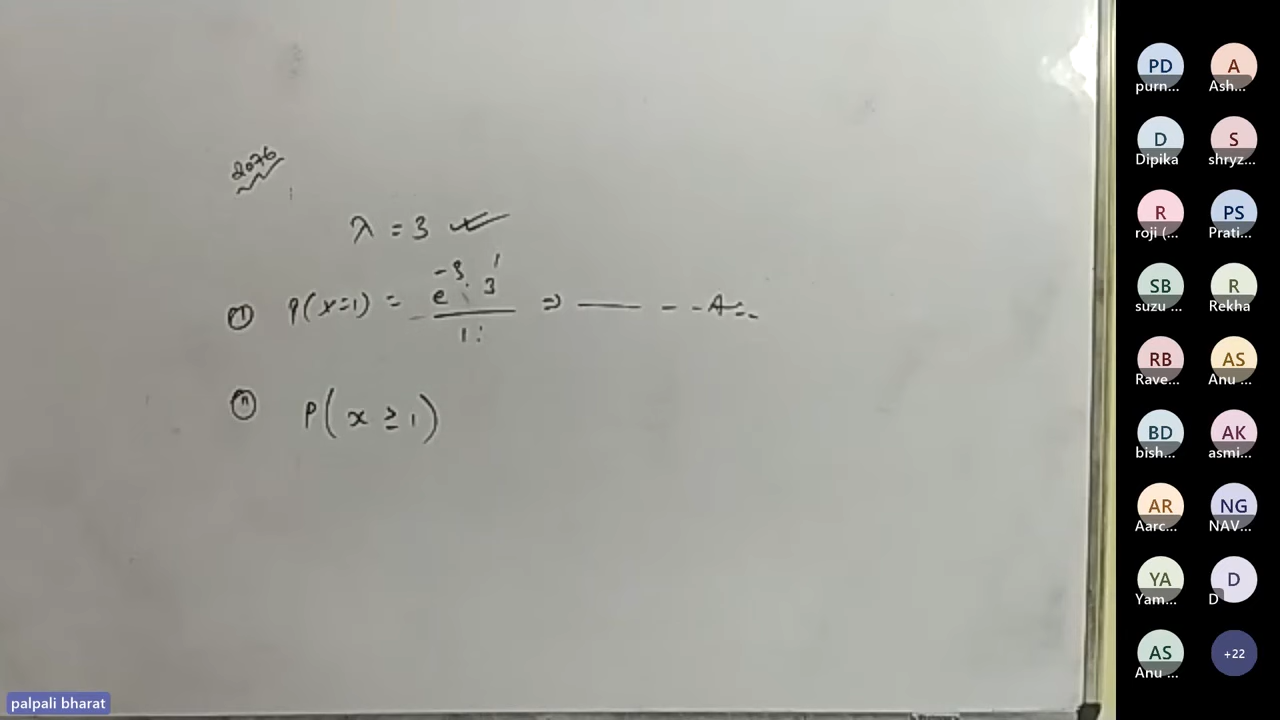 2076
λ = 3
① P(x=1) = e^-3 · 3^1 / 1! ⇒ —— - - A
② P(x ≥ 1)
PD
purn...
A
Ash...
D
Dipika
S
shryz...
R
roji (...
PS
Prati...
SB
suzu ...
R
Rekha
RB
Rave...
AS
Anu ...
BD
bish...
AK
asmi...
AR
Aarc...
NG
NAV...
YA
Yam...
D
D
AS
Anu ...
+22
palpali bharat